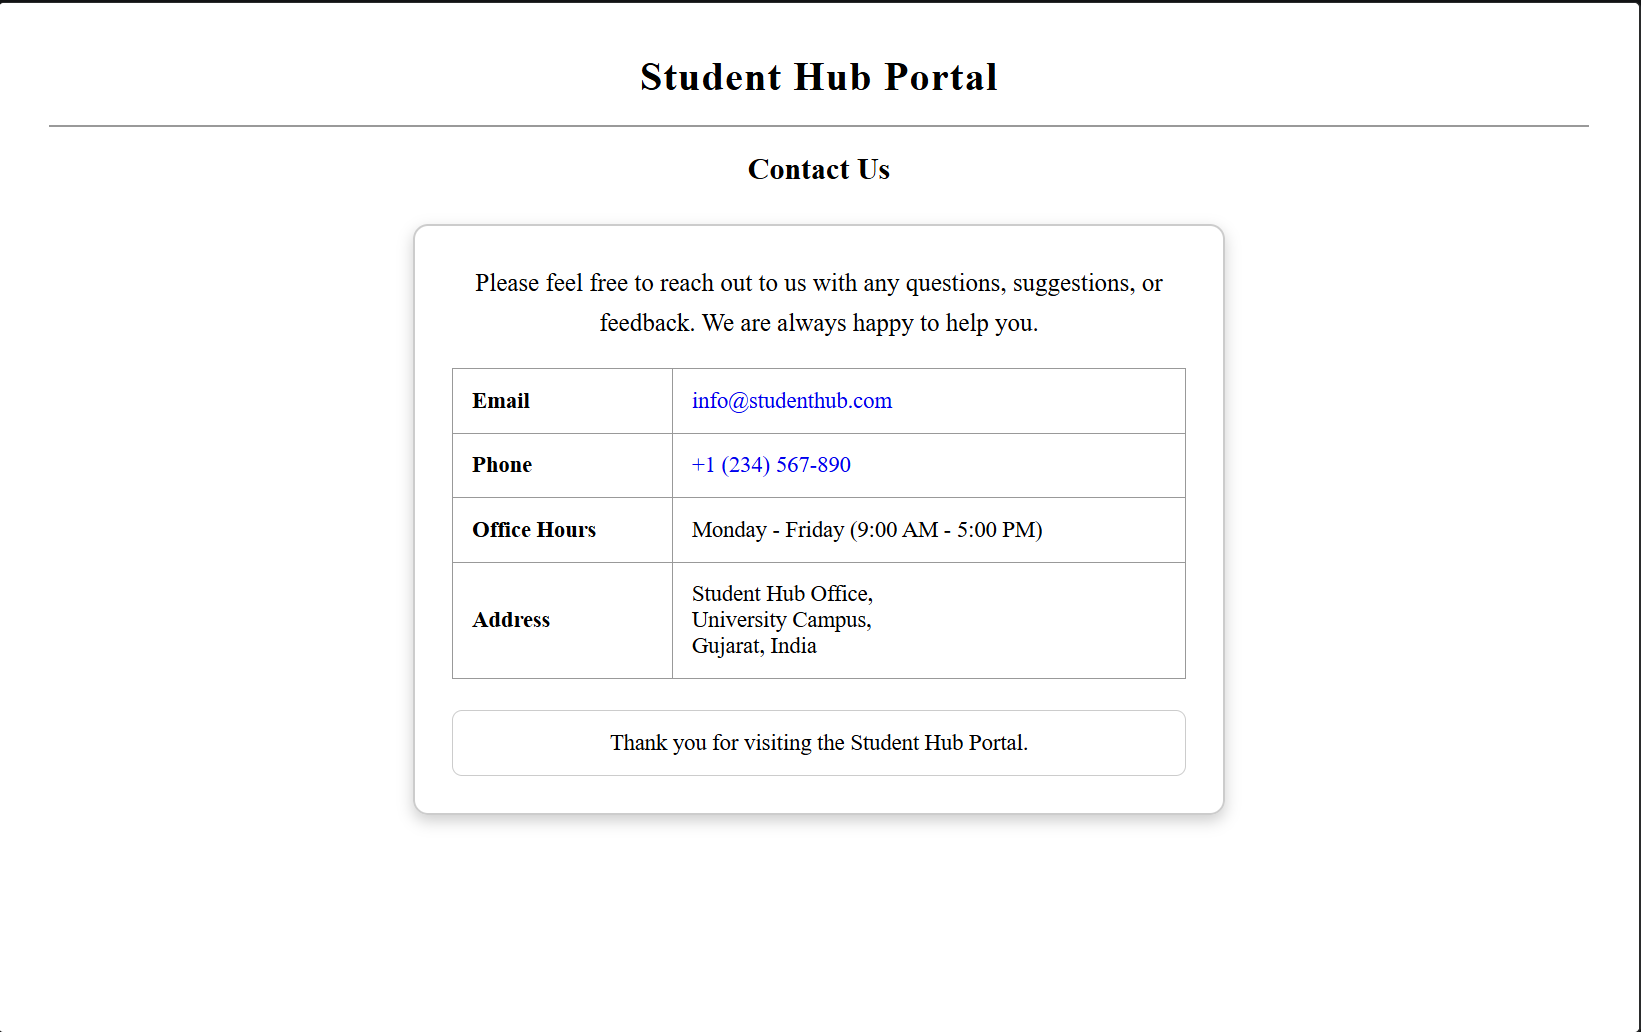 Student Hub Portal
Contact Us
Please feel free to reach out to us with any questions, suggestions, or
feedback. We are always happy to help you.
Email info@studenthub.com
Phone +1 (234) 567-890
Office Hours Monday - Friday (9:00 AM - 5:00 PM)
Address Student Hub Office,
University Campus,
Gujarat, India
Thank you for visiting the Student Hub Portal.